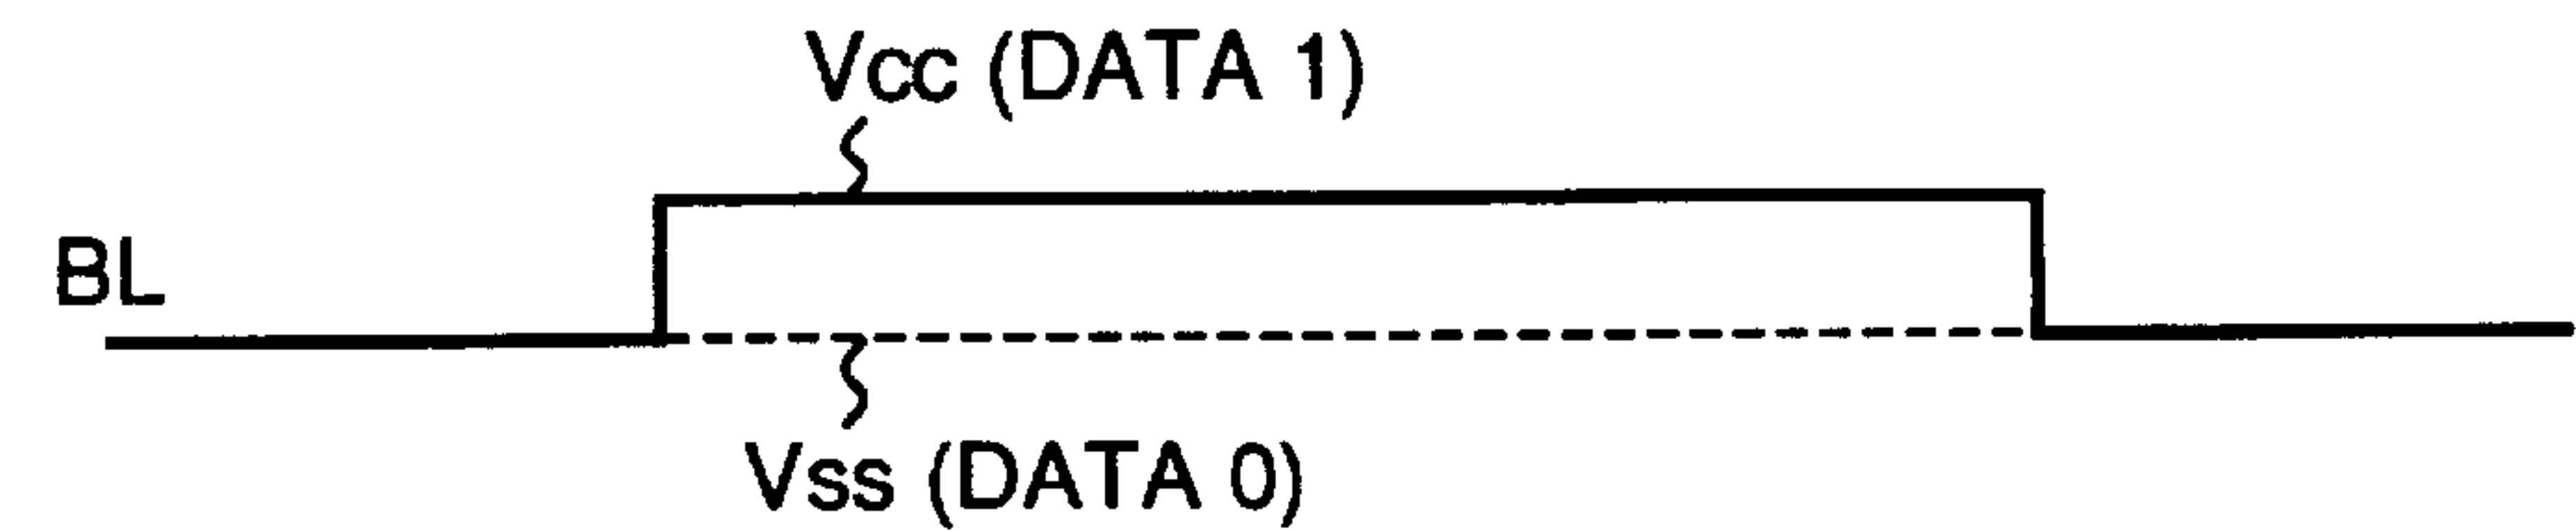 Vcc (DATA 1)
BL
Vss (DATA 0)